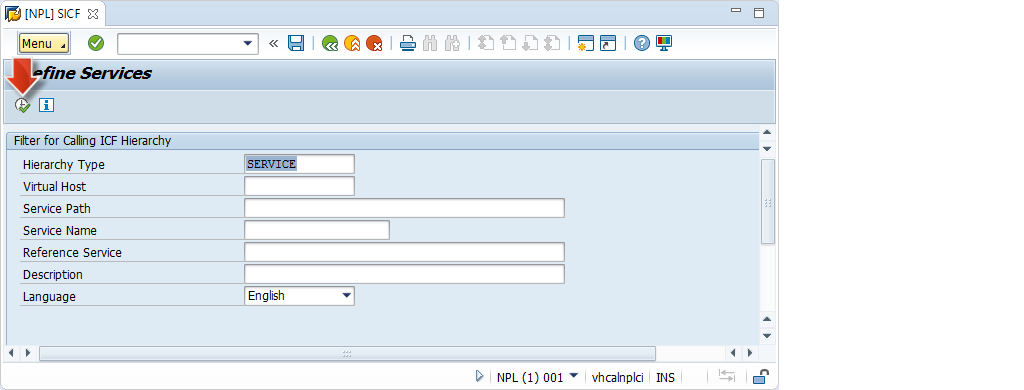 [NPL] SICF
Menu
efine Services
Filter for Calling ICF Hierarchy
Hierarchy Type SERVICE
Virtual Host
Service Path
Service Name
Reference Service
Description
Language English
NPL (1) 001 vhcalnplci INS